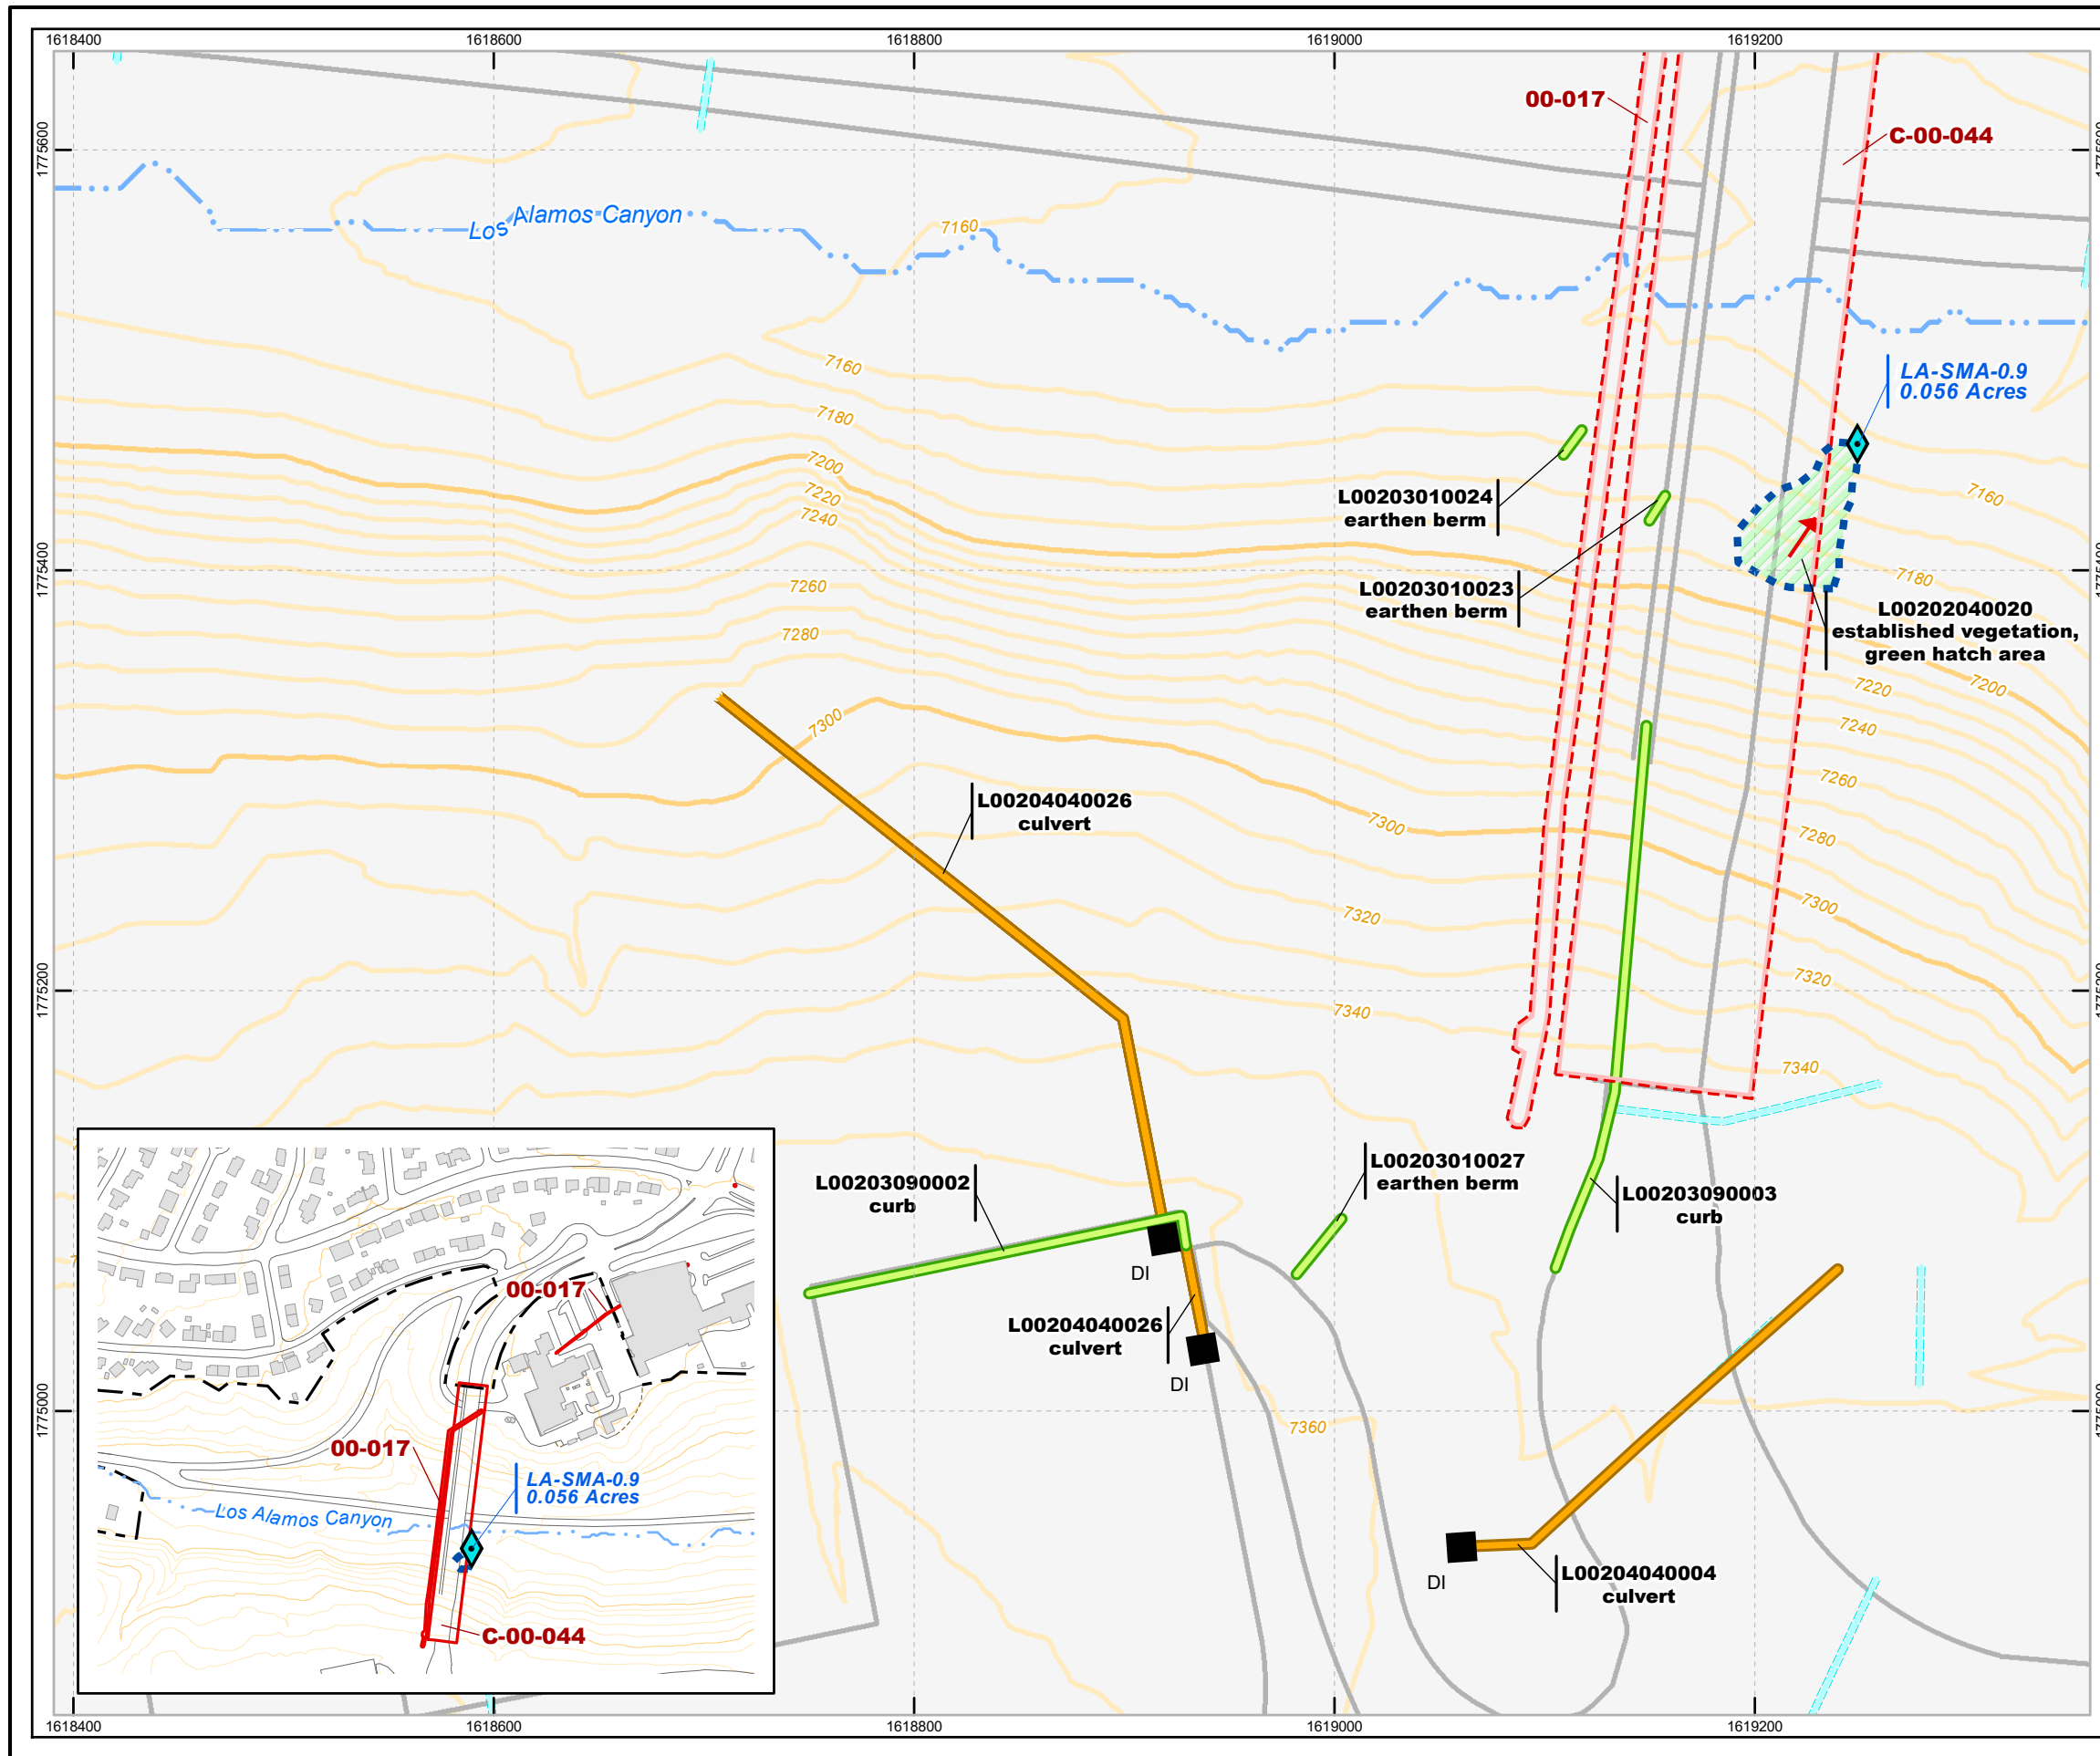 1618400
1618600
1618800
1619000
1619200
1775600
1775600
00-017
C-00-044
Los Alamos Canyon
7160
7160
LA-SMA-0.9
0.056 Acres
7180
7200
7220
7240
L00203010024
earthen berm
7160
1775400
1775400
7260
L00203010023
earthen berm
7180
L00202040020
established vegetation,
green hatch area
7280
7200
7220
7300
7240
7260
L00204040026
culvert
7300
7280
7320
7300
1775200
1775200
7320
7340
7340
L00203090002
curb
L00203010027
earthen berm
L00203090003
curb
DI
L00204040026
culvert
DI
7360
1775000
1775000
DI
L00204040004
culvert
00-017
00-017
LA-SMA-0.9
0.056 Acres
Los Alamos Canyon
C-00-044
1618400
1618600
1618800
1619000
1619200